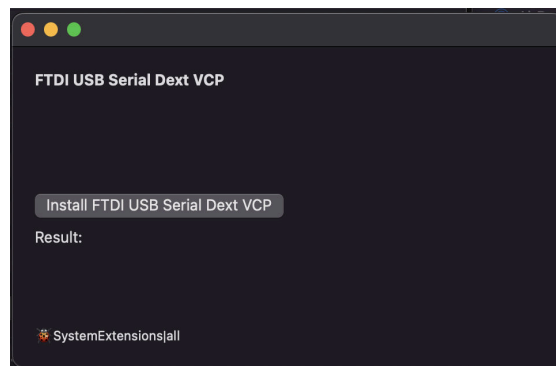 FTDI USB Serial Dext VCP
Install FTDI USB Serial Dext VCP
Result:
🐞 SystemExtensions|all